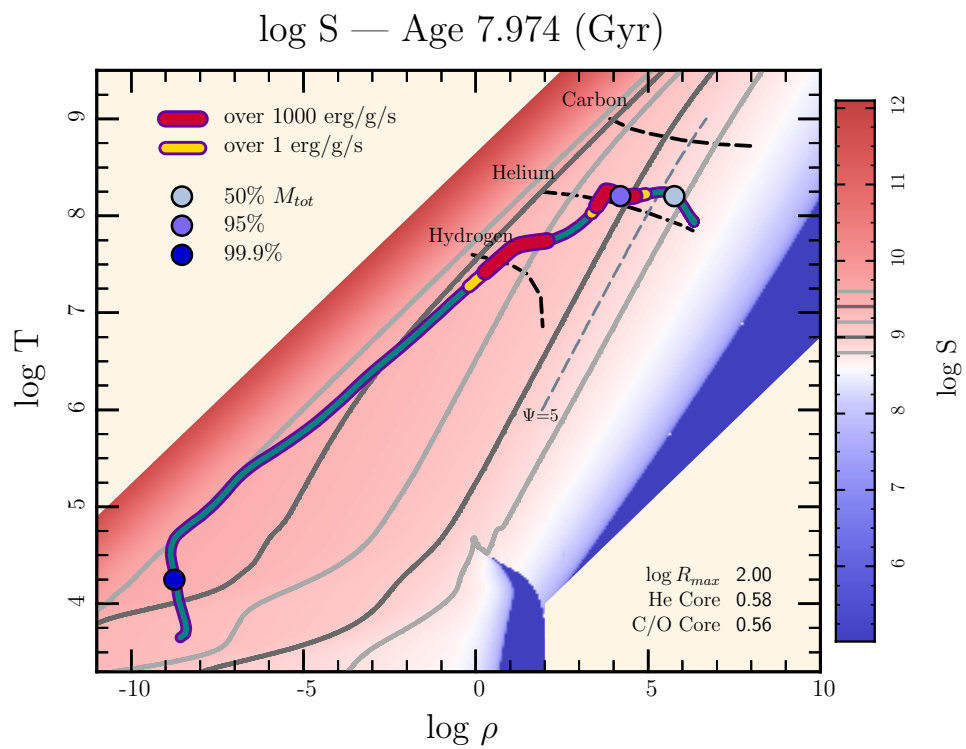 log S — Age 7.974 (Gyr)
over 1000 erg/g/s
over 1 erg/g/s
50% M_tot
95%
99.9%
Carbon
Helium
Hydrogen
Ψ=5
log R_max 2.00
He Core 0.58
C/O Core 0.56
log T
9
8
7
6
5
4
-10
-5
0
5
10
log ρ
12
11
10
9
8
7
6
log S